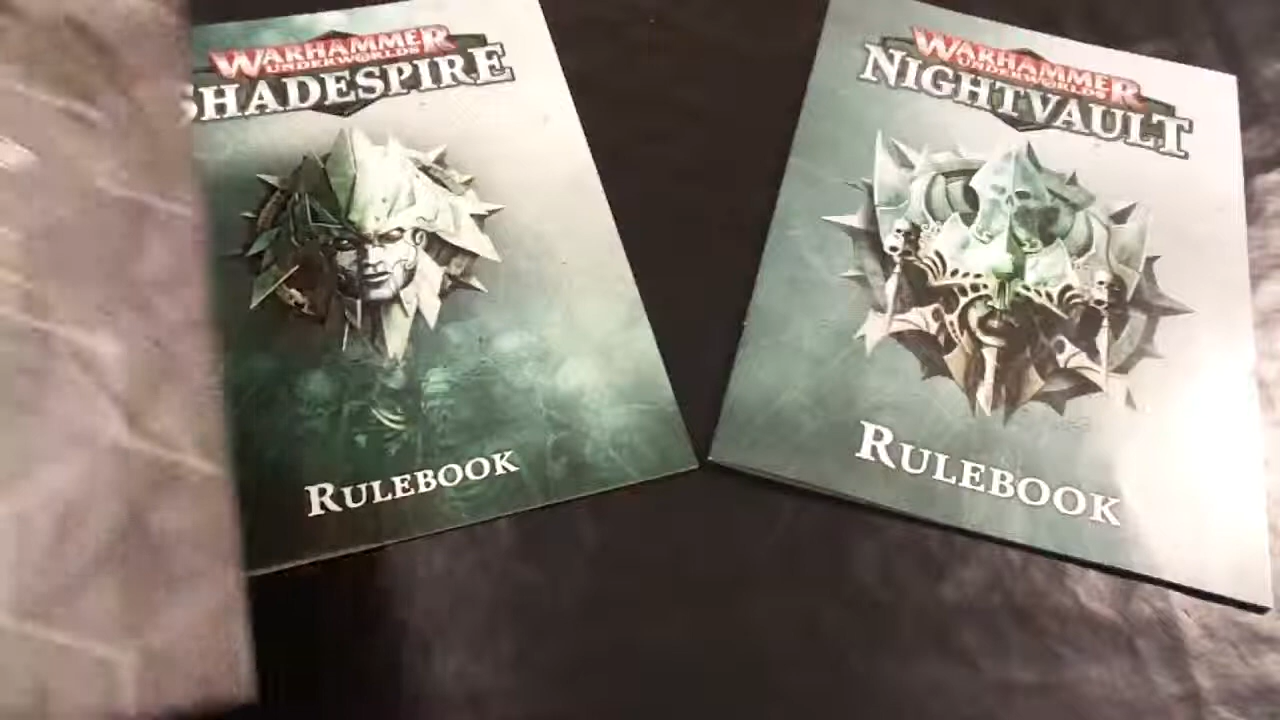 WARHAMMER
UNDERWORLDS
SHADESPIRE
RULEBOOK
WARHAMMER
UNDERWORLDS
NIGHTVAULT
RULEBOOK